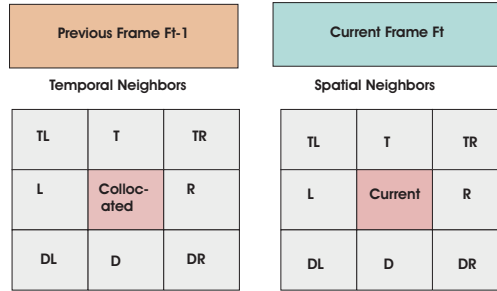 Previous Frame Ft-1
Current Frame Ft
Temporal Neighbors
Spatial Neighbors
TL T TR
L Colloc-
ated R
DL D DR
TL T TR
L Current R
DL D DR